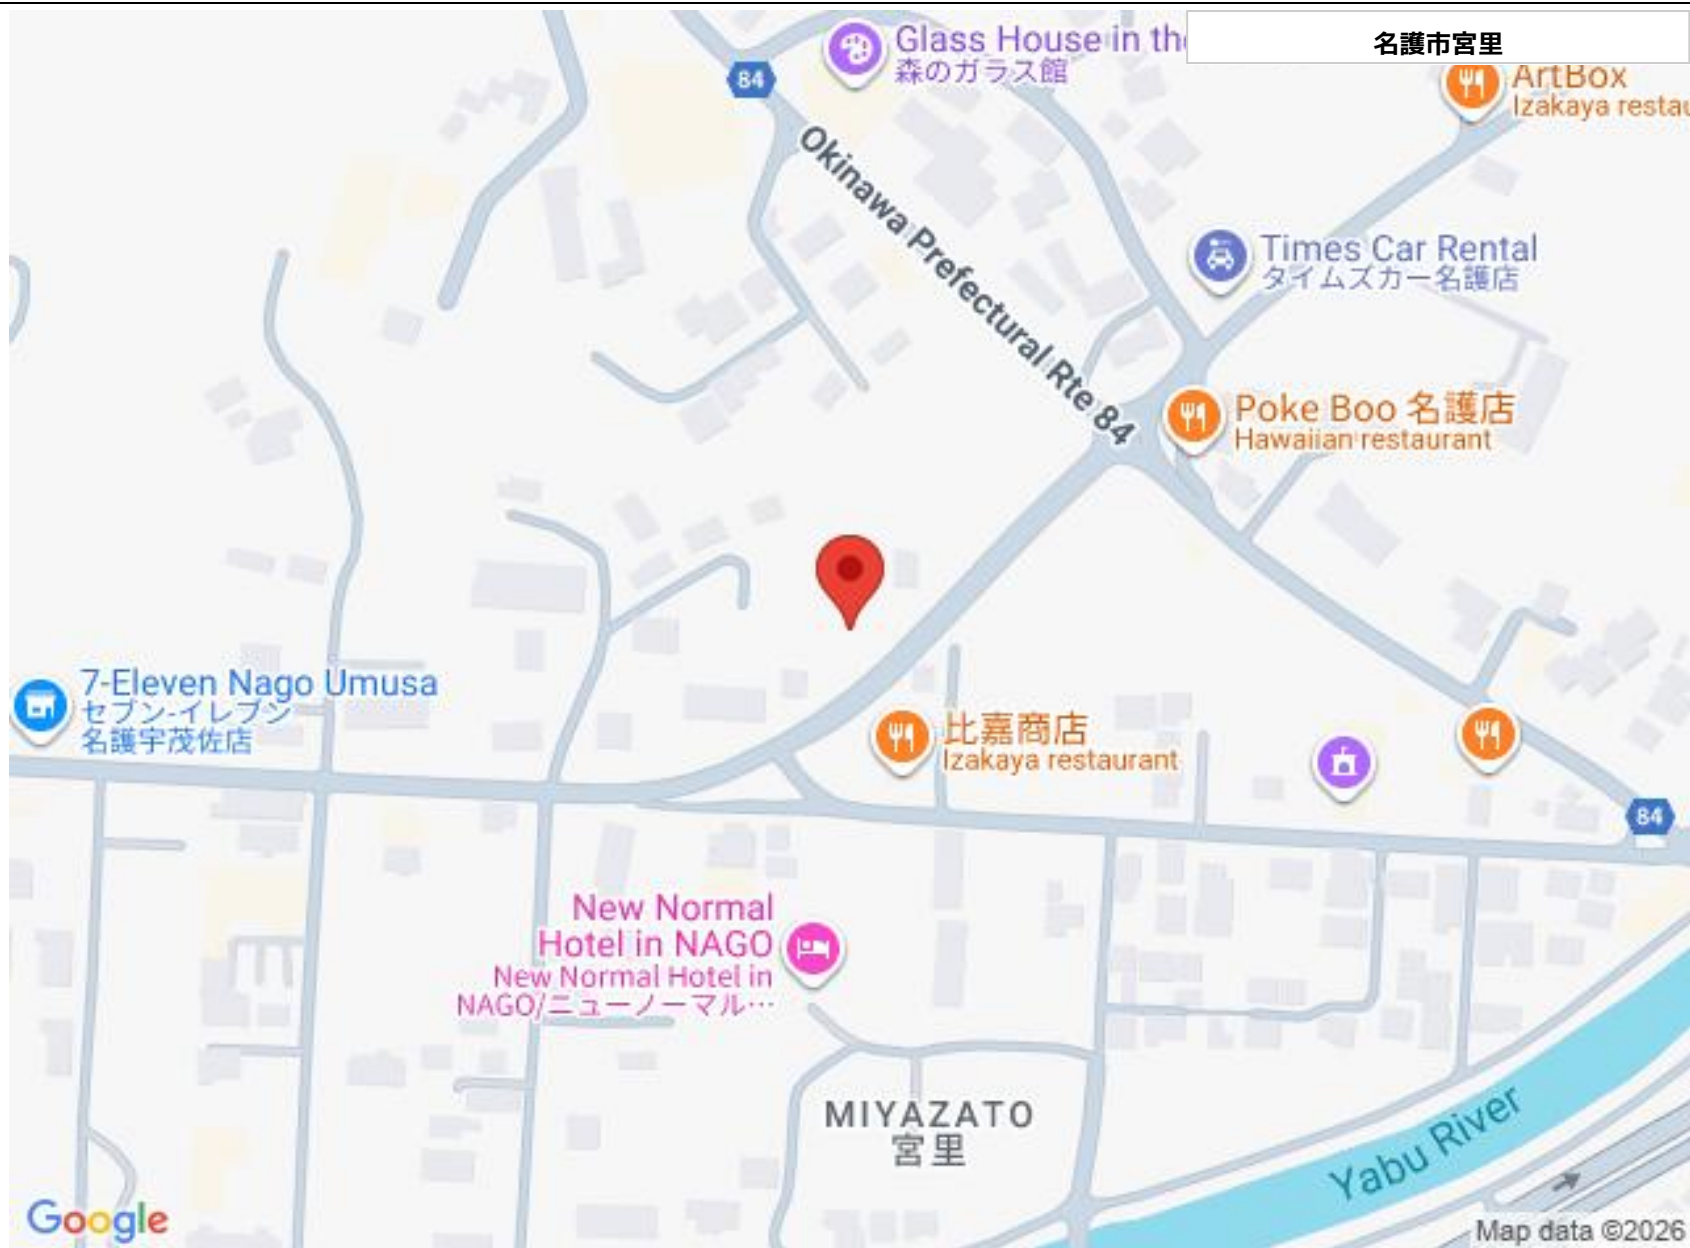 名護市宮里
84
Glass House in the
森のガラス館
ArtBox
Izakaya restau
Okinawa Prefectural Rte 84
Times Car Rental
タイムズカー名護店
Poke Boo 名護店
Hawaiian restaurant
7-Eleven Nago Umusa
セブン-イレブン
名護宇茂佐店
比嘉商店
Izakaya restaurant
84
New Normal
Hotel in NAGO
New Normal Hotel in
NAGO/ニューノーマル…
MIYAZATO
宮里
Yabu River
Google
Map data ©2026